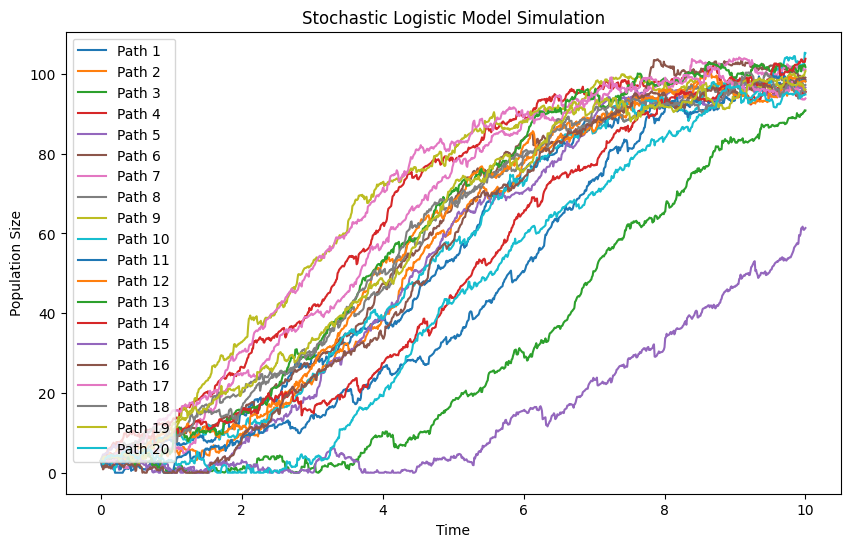 Stochastic Logistic Model Simulation
Path 1
Path 2
Path 3
Path 4
Path 5
Path 6
Path 7
Path 8
Path 9
Path 10
Path 11
Path 12
Path 13
Path 14
Path 15
Path 16
Path 17
Path 18
Path 19
Path 20
Population Size
100
80
60
40
20
0
0 2 4 6 8 10
Time